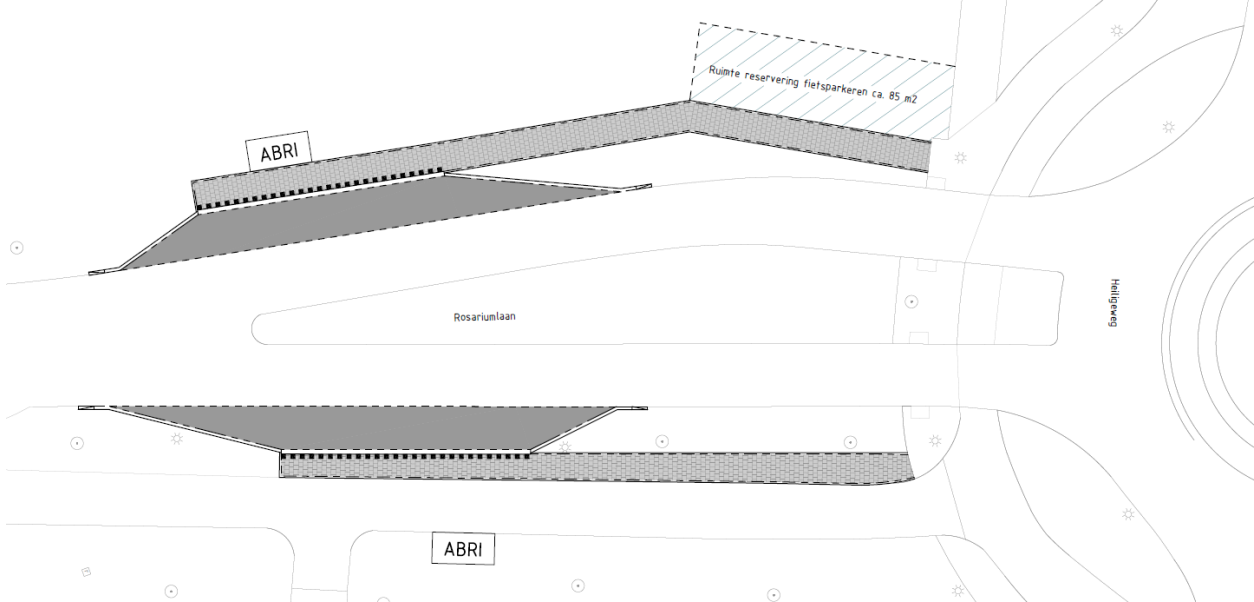 Ruimte reservering fietsparkeren ca. 85 m2
ABRI
Rosariumlaan
Heiligeweg
ABRI